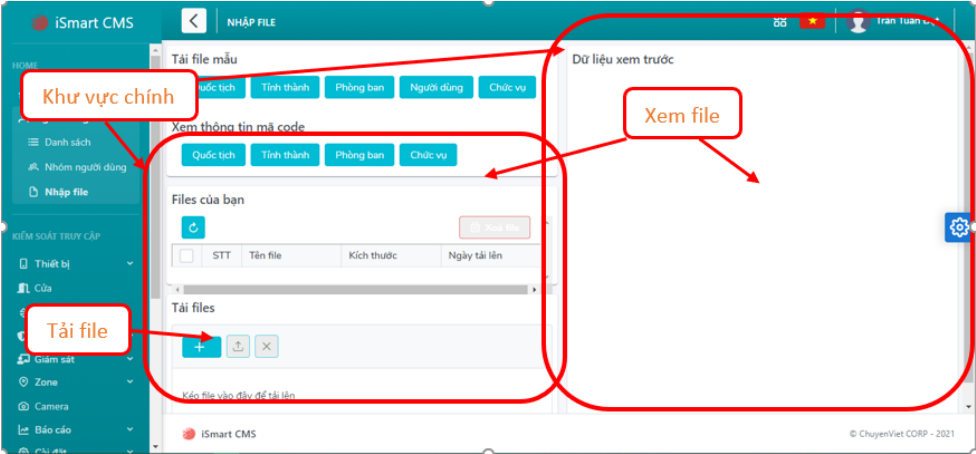 iSmart CMS
NHẬP FILE
Trần Tuấn
HOME
Danh sách
Nhóm người dùng
Nhập file
KIỂM SOÁT TRUY CẬP
Thiết bị
Cửa
Giám sát
Zone
Camera
Báo cáo
Cài đặt
Khư vực chính
Tải file
Tải file mẫu
Quốc tịch Tỉnh thành Phòng ban Người dùng Chức vụ
Xem thông tin mã code
Quốc tịch Tỉnh thành Phòng ban Chức vụ
Files của bạn
Xoá file
STT Tên file Kích thước Ngày tải lên
Tải files
Kéo file vào đây để tải lên
Dữ liệu xem trước
Xem file
iSmart CMS
© ChuyenViet CORP - 2021